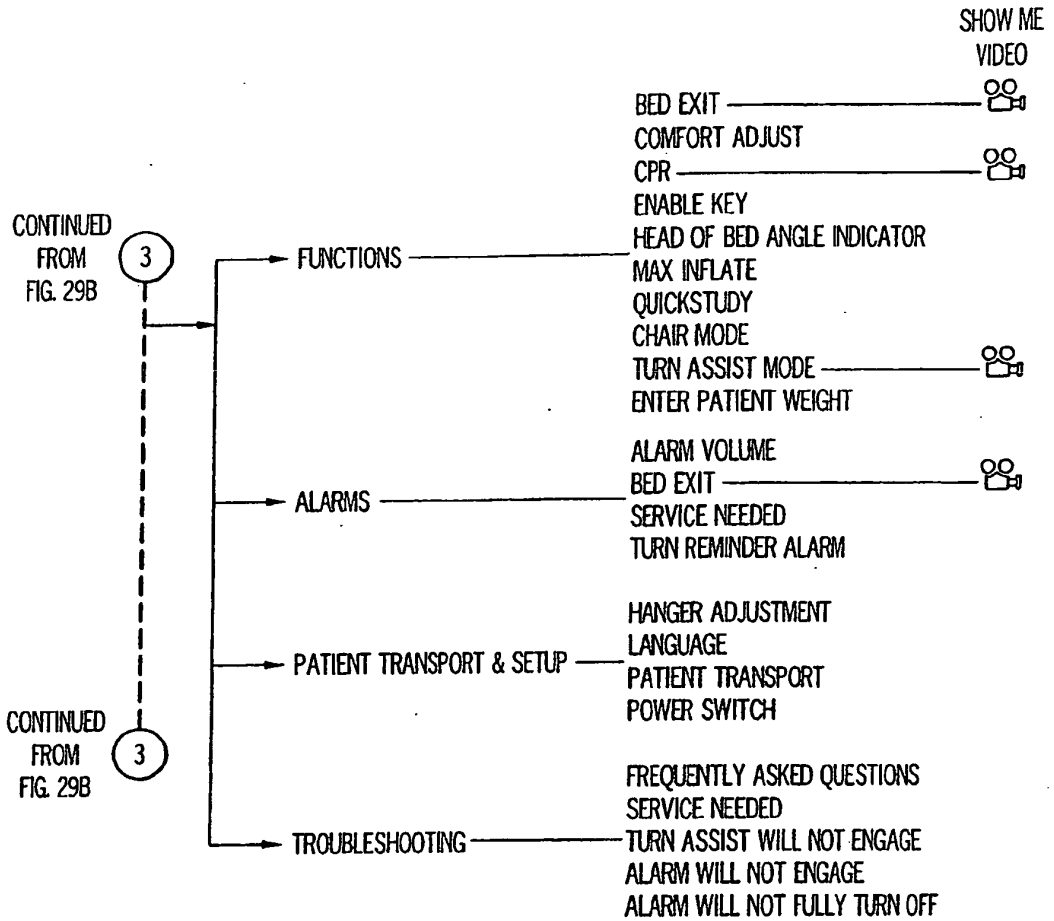 SHOW ME
VIDEO
BED EXIT
COMFORT ADJUST
CPR
ENABLE KEY
HEAD OF BED ANGLE INDICATOR
MAX INFLATE
QUICKSTUDY
CHAIR MODE
TURN ASSIST MODE
ENTER PATIENT WEIGHT
CONTINUED
FROM
FIG. 29B
3
FUNCTIONS
ALARM VOLUME
BED EXIT
SERVICE NEEDED
TURN REMINDER ALARM
ALARMS
HANGER ADJUSTMENT
LANGUAGE
PATIENT TRANSPORT
POWER SWITCH
PATIENT TRANSPORT & SETUP
CONTINUED
FROM
FIG. 29B
3
FREQUENTLY ASKED QUESTIONS
SERVICE NEEDED
TURN ASSIST WILL NOT ENGAGE
ALARM WILL NOT ENGAGE
ALARM WILL NOT FULLY TURN OFF
TROUBLESHOOTING